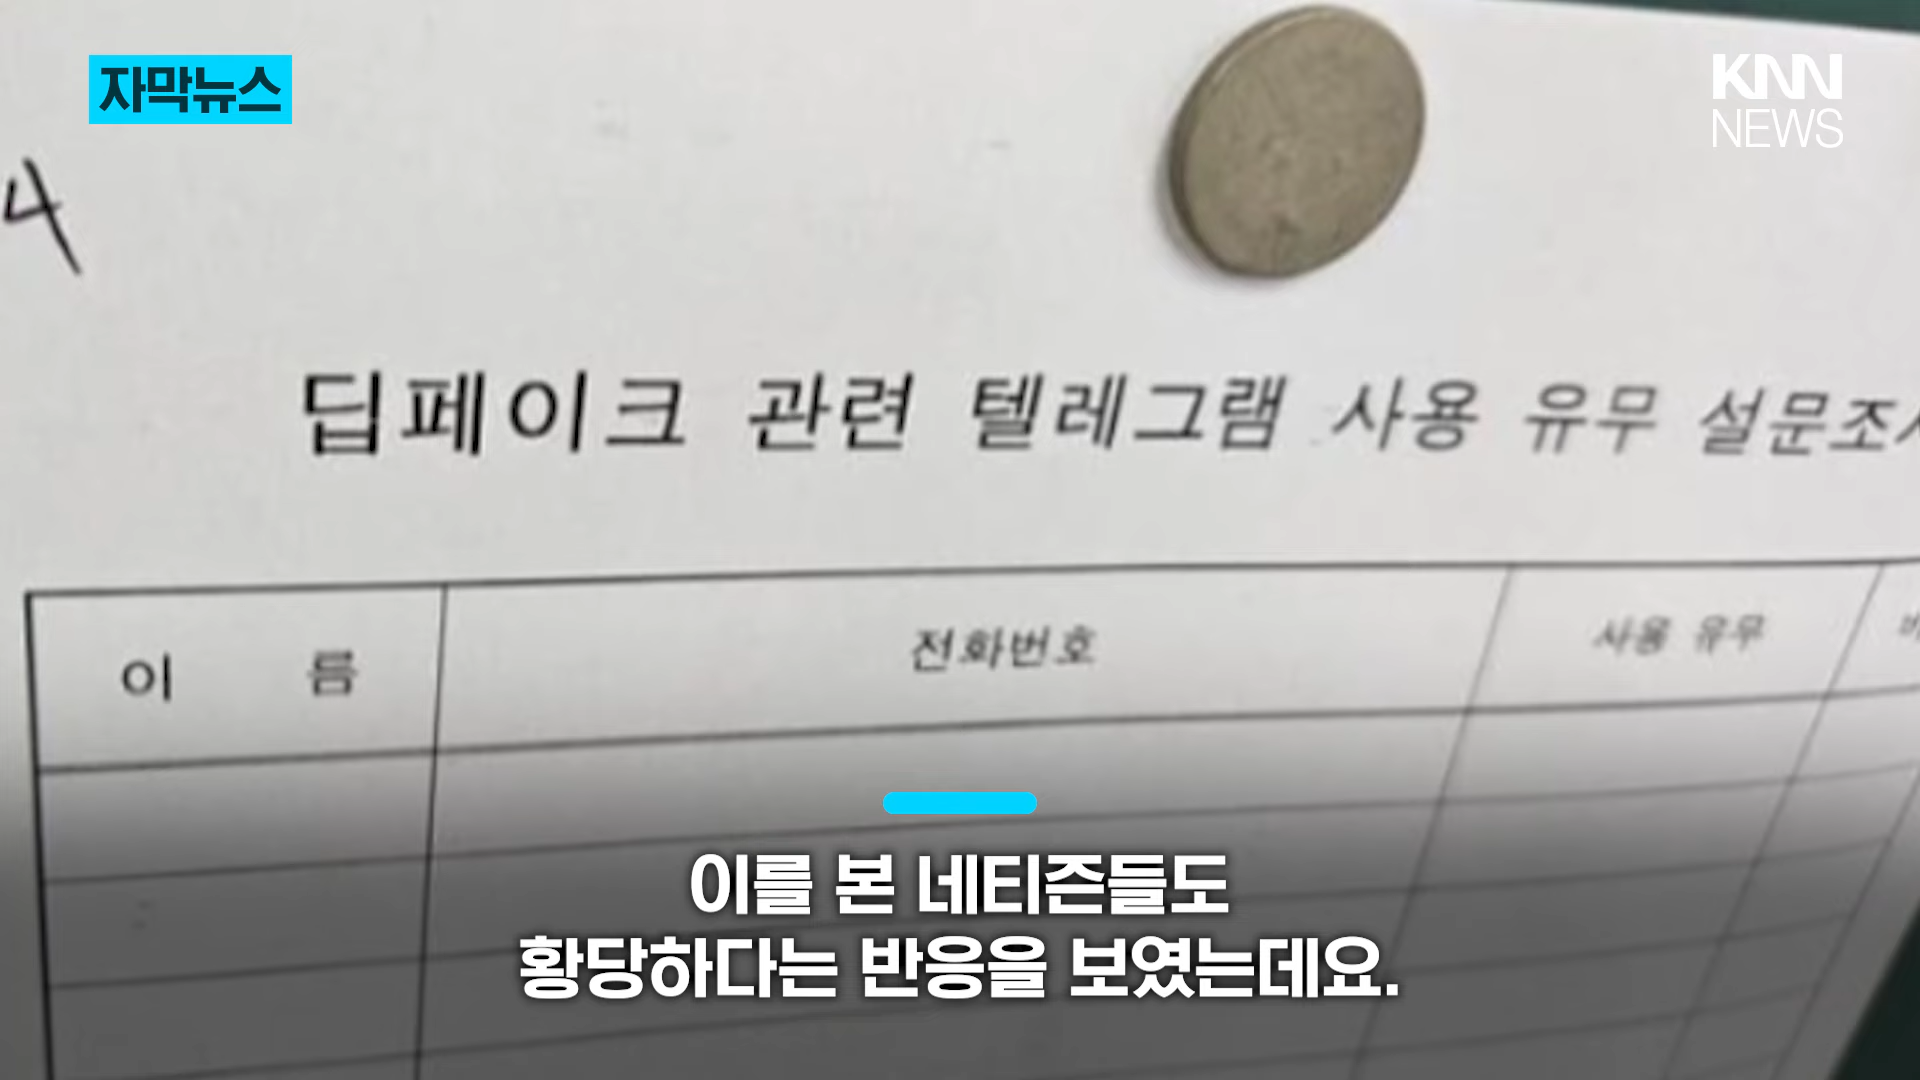 자막뉴스
KNN
NEWS
4
딥페이크 관련 텔레그램 사용 유무 설문조
이 름 전화번호 사용 유무
이를 본 네티즌들도
황당하다는 반응을 보였는데요.